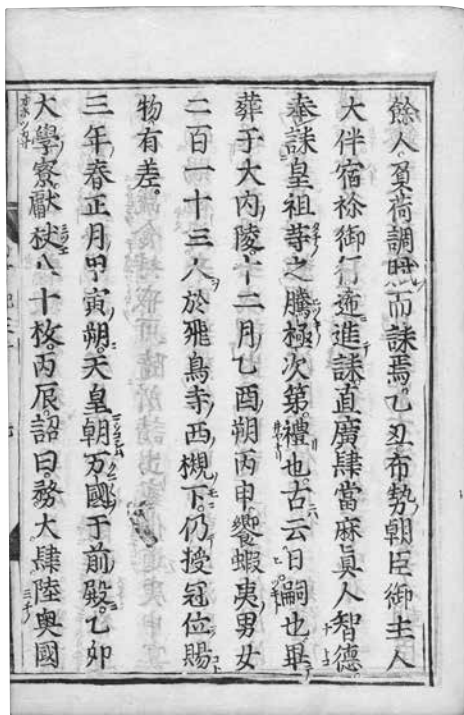 餘人。負荷調賦而誄焉。乙丑布勢朝臣御主人
大伴宿祢御行遞進誄直廣肆當麻眞人智德
奉誄皇祖等之騰極次第。禮也。古云日嗣也畢
葬于大内陵。十二月乙酉朔丙申饗蝦夷男女
二百一十三人於飛鳥寺西槻下。仍授冠位賜
物有差。
三年春正月甲寅朔。天皇朝万國于前殿。乙卯
大學寮獻杖八十枚。丙辰。詔曰。務大肆陸奥國